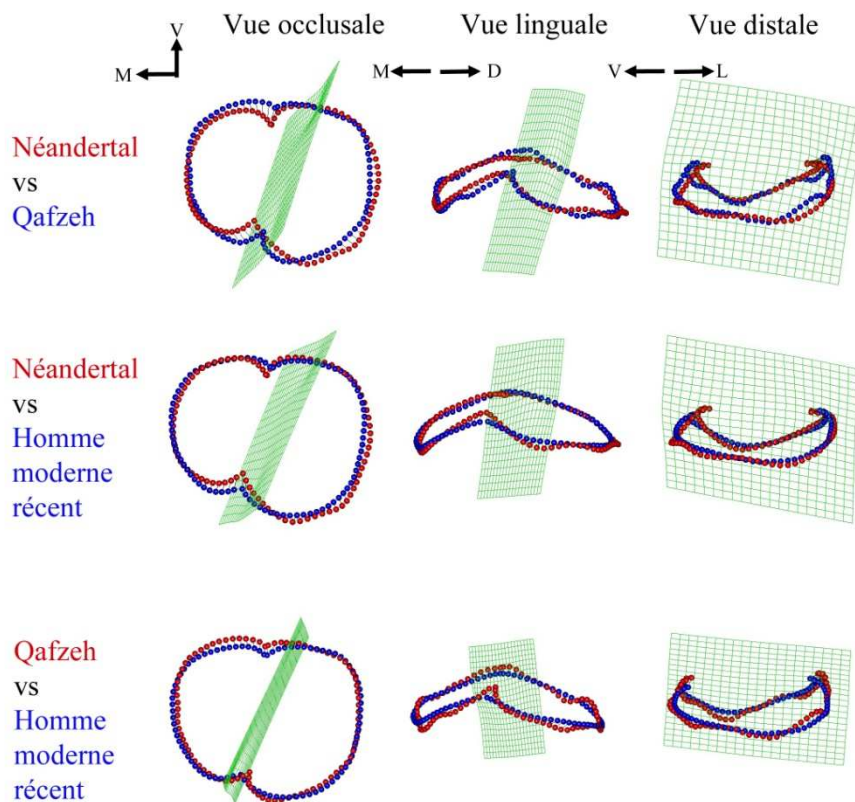 Vue occlusale
Vue linguale
Vue distale
V
M
M D
V L
Néandertal
vs
Qafzeh
Néandertal
vs
Homme
moderne
récent
Qafzeh
vs
Homme
moderne
récent